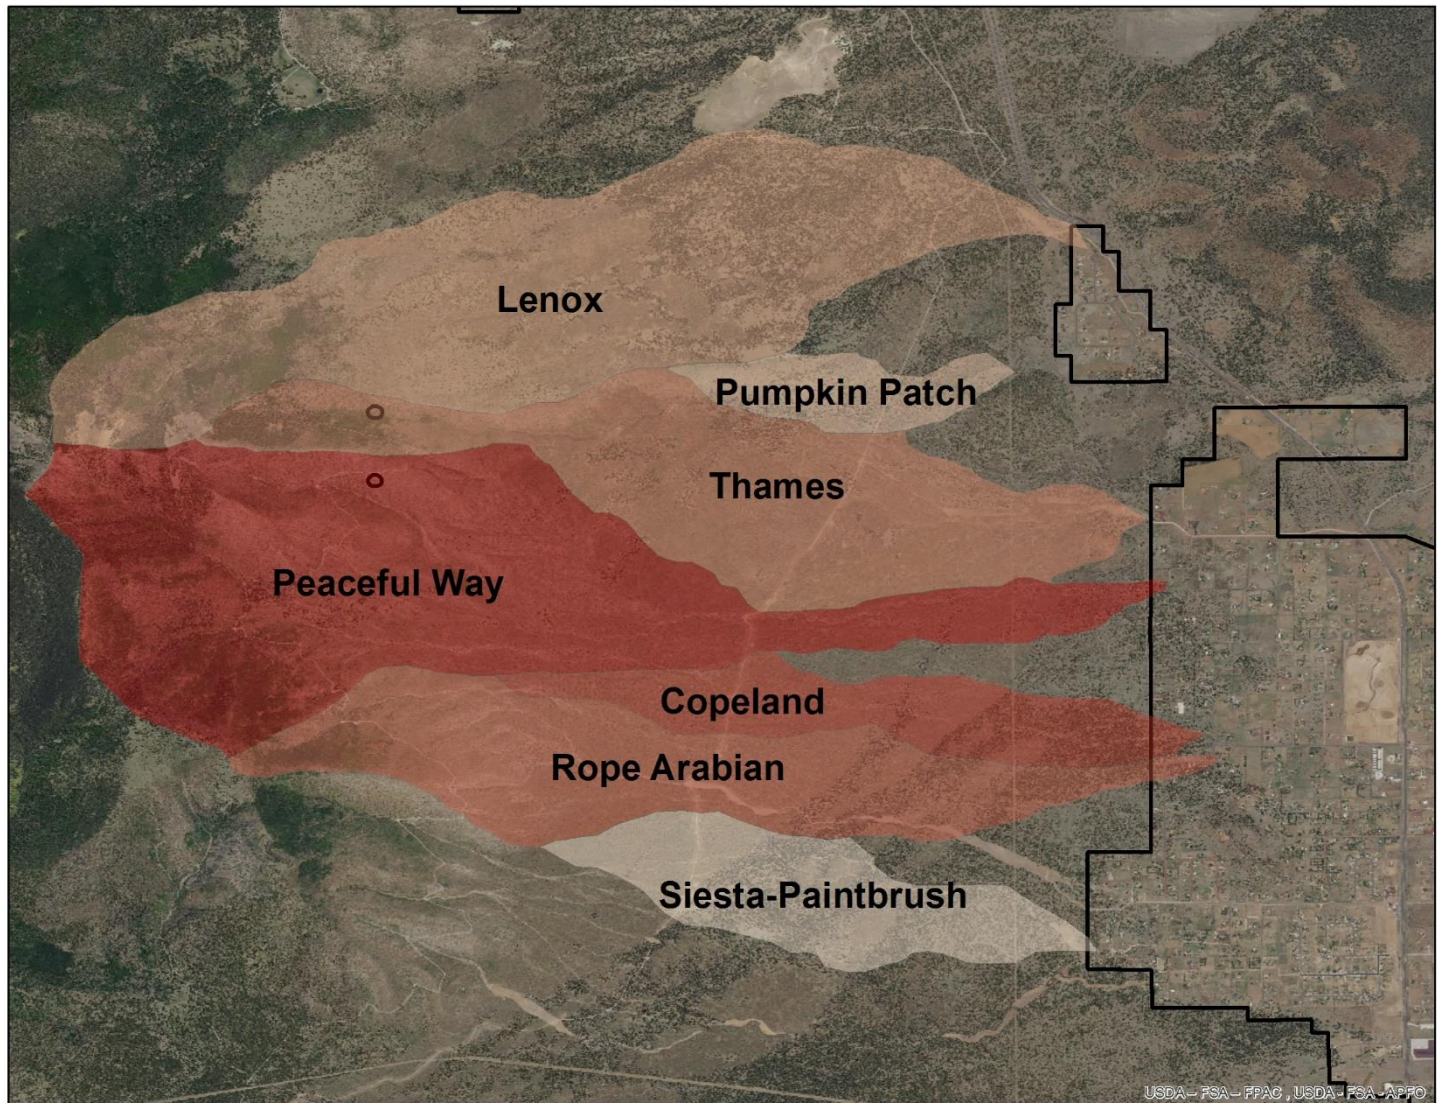 Lenox
Pumpkin Patch
Thames
Peaceful Way
Copeland
Rope Arabian
Siesta-Paintbrush
USDA - FSA - FPAC , USDA - FSA - APFO